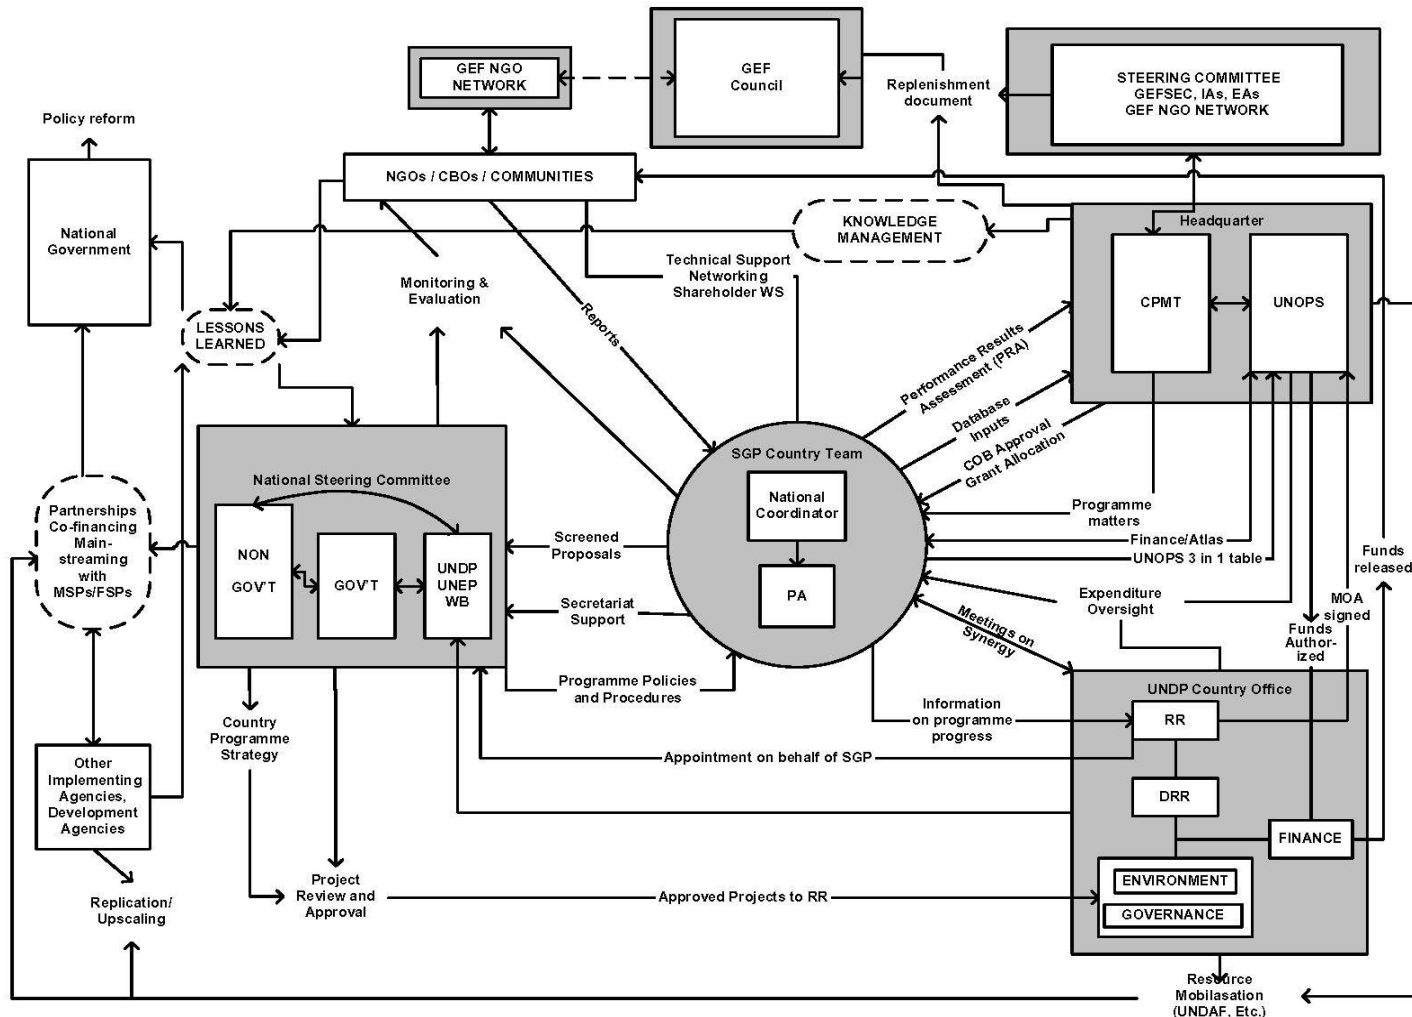 GEF NGO
NETWORK
GEF
Council
Replenishment
document
STEERING COMMITTEE
GEFSEC, IAs, EAs
GEF NGO NETWORK
Policy reform
National
Government
NGOs / CBOs / COMMUNITIES
KNOWLEDGE
MANAGEMENT
Headquarter
CPMT
UNOPS
Monitoring &
Evaluation
Technical Support
Networking
Shareholder WS
LESSONS
LEARNED
Reports
Performance Results
Assessment (PRA)
Database
Inputs
COB Approval
Grant Allocation
SGP Country Team
National
Coordinator
PA
National Steering Committee
NON
GOV'T
GOV'T
UNDP
UNEP
WB
Partnerships
Co-financing
Main-
streaming
with
MSPs/FSPs
Screened
Proposals
Secretariat
Support
Programme
matters
Finance/Atlas
UNOPS 3 in 1 table
Funds
released
Expenditure
Oversight
MOA
signed
Meetings on
Synergy
Funds
Author-
ized
Programme Policies
and Procedures
UNDP Country Office
Information
on programme
progress
RR
Country
Programme
Strategy
Appointment on behalf of SGP
DRR
Other
Implementing
Agencies,
Development
Agencies
FINANCE
Project
Review and
Approval
Approved Projects to RR
ENVIRONMENT
GOVERNANCE
Replication/
Upscaling
Resource
Mobilasation
(UNDAF, Etc.)